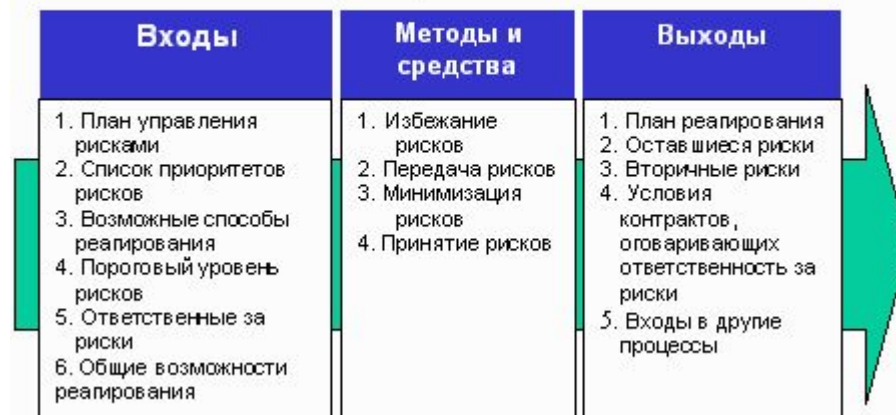 Входы
1. План управления
рисками
2. Список приоритетов
рисков
3. Возможные способы
реагирования
4. Пороговый уровень
рисков
5. Ответственные за
риски
6. Общие возможности
реагирования
Методы и
средства
1. Избежание
рисков
2. Передача рисков
3. Минимизация
рисков
4. Принятие рисков
Выходы
1. План реагирования
2. Оставшиеся риски
3. Вторичные риски
4. Условия
контрактов,
оговаривающих
ответственность за
риски
5. Входы в другие
процессы